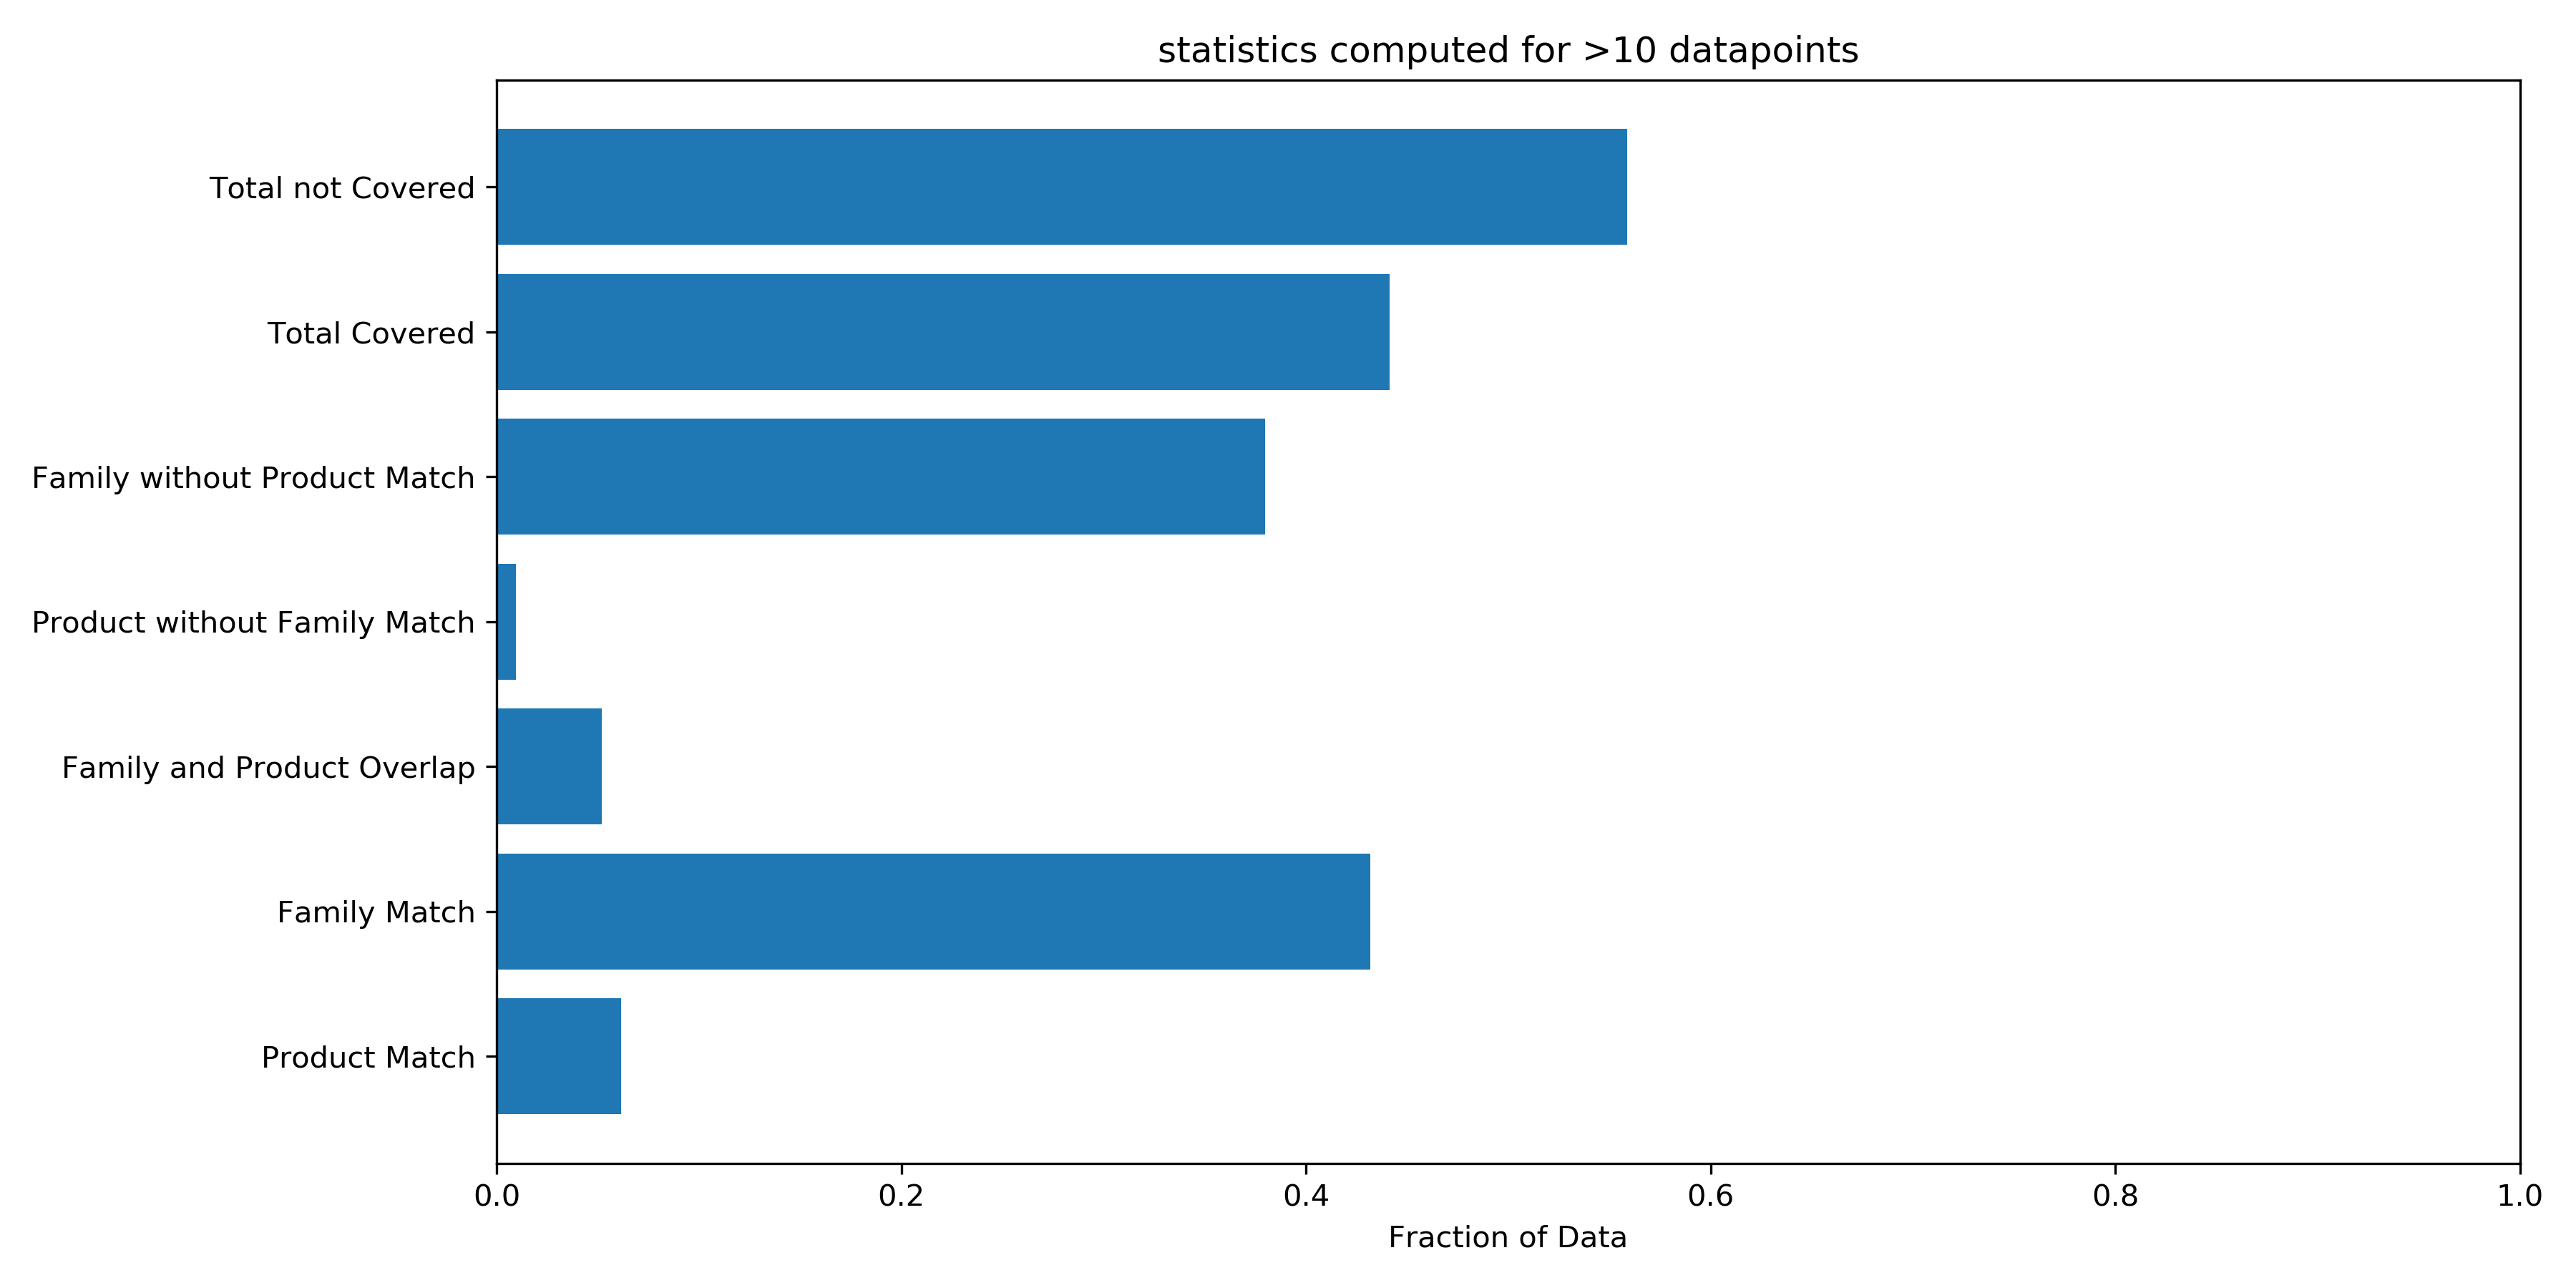 statistics computed for >10 datapoints
Total not Covered
Total Covered
Family without Product Match
Product without Family Match
Family and Product Overlap
Family Match
Product Match
0.0 0.2 0.4 0.6 0.8 1.0
Fraction of Data